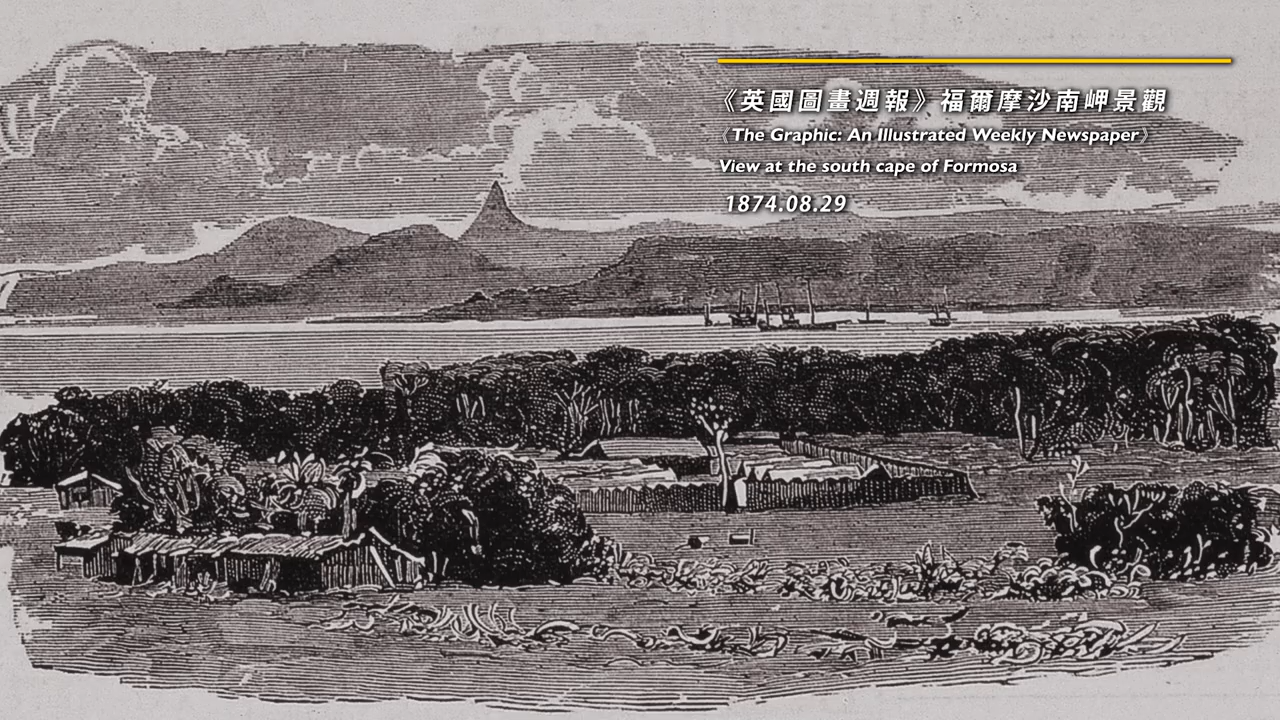 《英國圖畫週報》福爾摩沙南岬景觀
《The Graphic: An Illustrated Weekly Newspaper》
View at the south cape of Formosa
1874.08.29